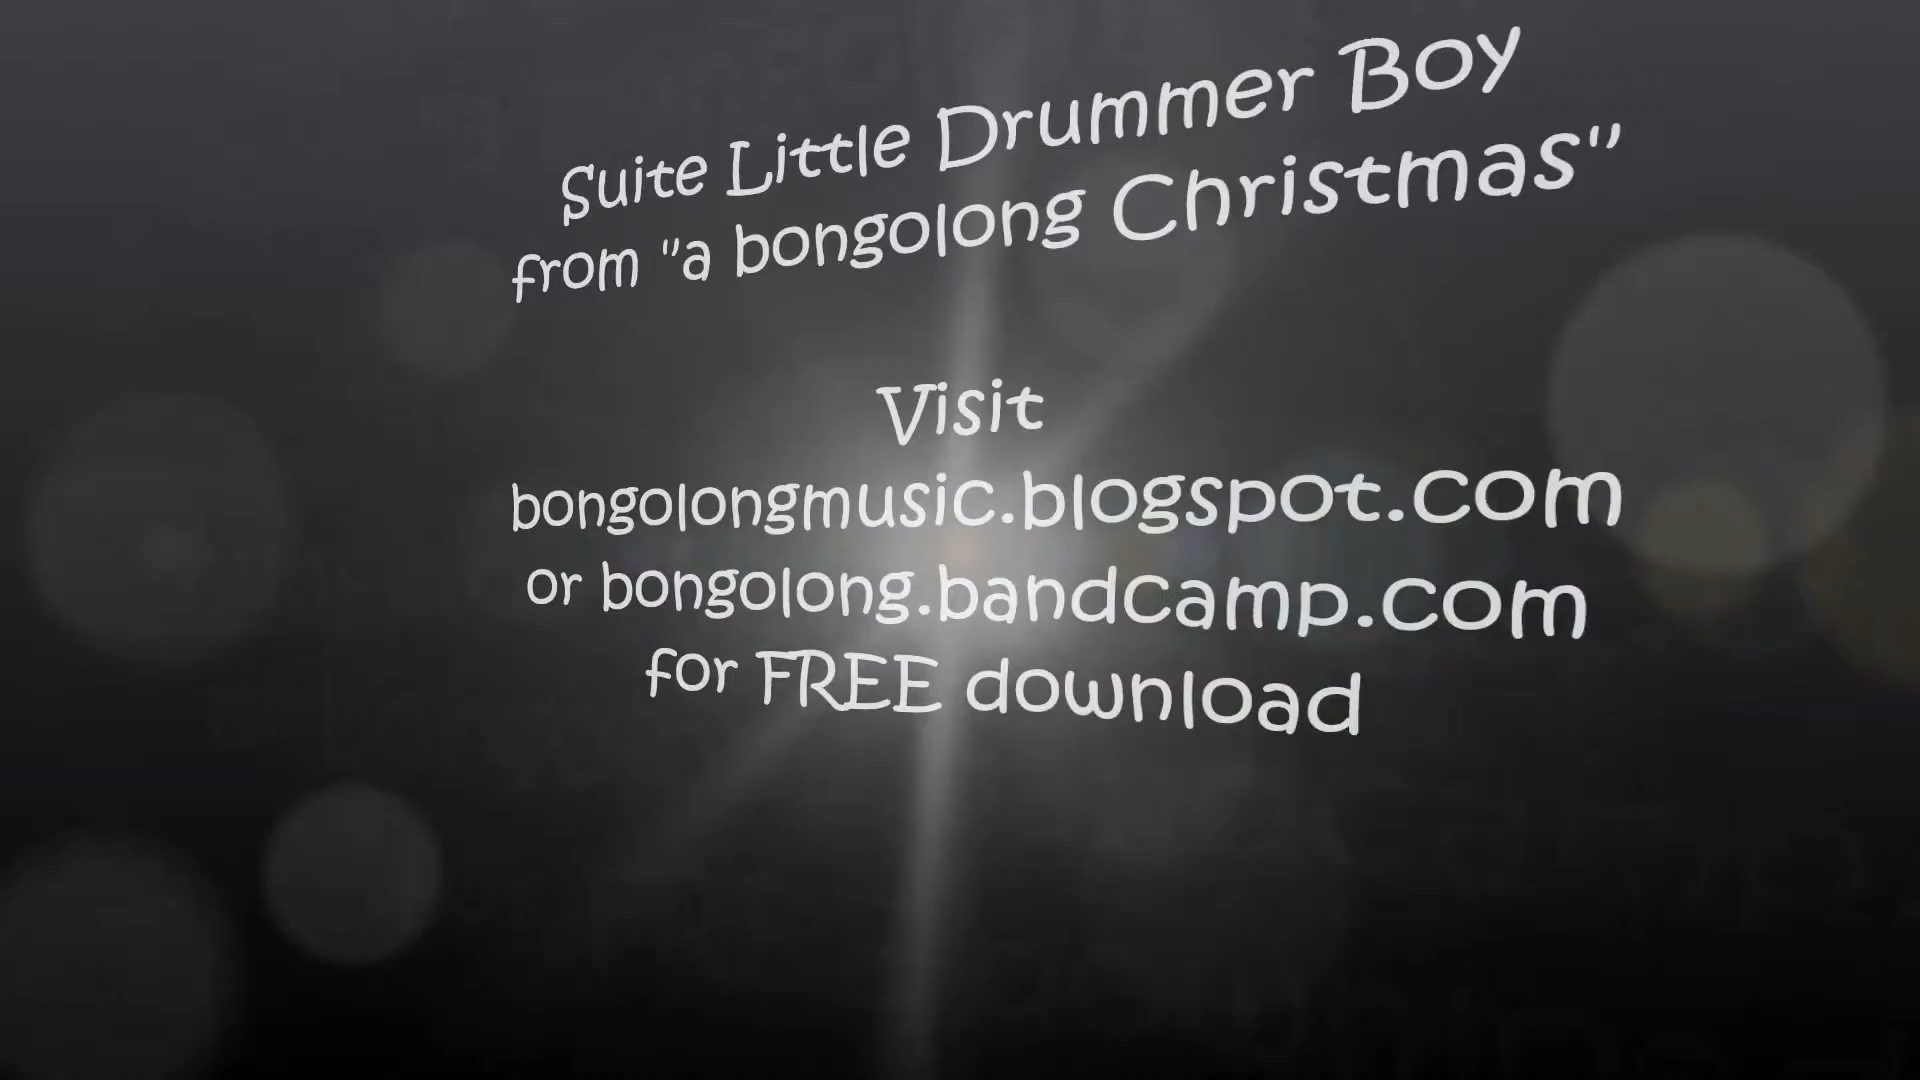 Suite Little Drummer Boy
from "a bongolong Christmas"
Visit
bongolongmusic.blogspot.com
or bongolong.bandcamp.com
for FREE download